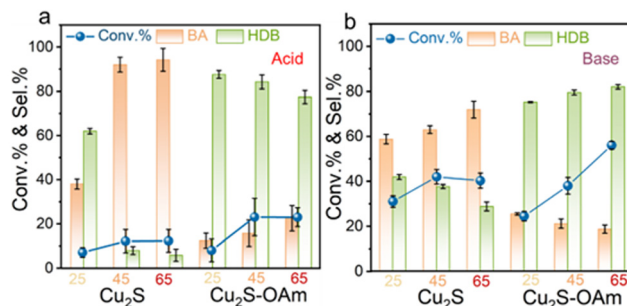 a
Conv.% BA HDB
Acid
Conv.% & Sel.%
100
80
60
40
20
0
25 45 65 25 45 65
Cu₂S Cu₂S-OAm
b
Conv.% BA HDB
Base
Conv.% & Sel.%
100
80
60
40
20
0
25 45 65 25 45 65
Cu₂S Cu₂S-OAm